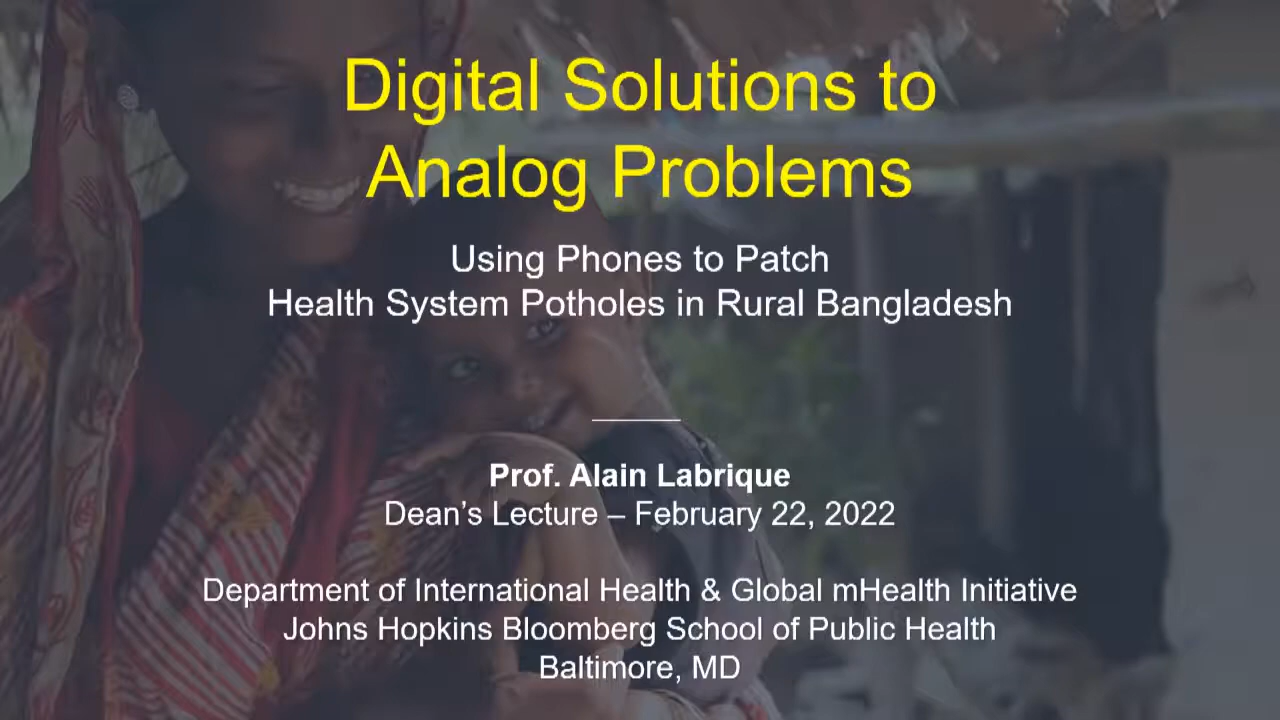 Digital Solutions to
Analog Problems
Using Phones to Patch
Health System Potholes in Rural Bangladesh
Prof. Alain Labrique
Dean’s Lecture – February 22, 2022
Department of International Health & Global mHealth Initiative
Johns Hopkins Bloomberg School of Public Health
Baltimore, MD